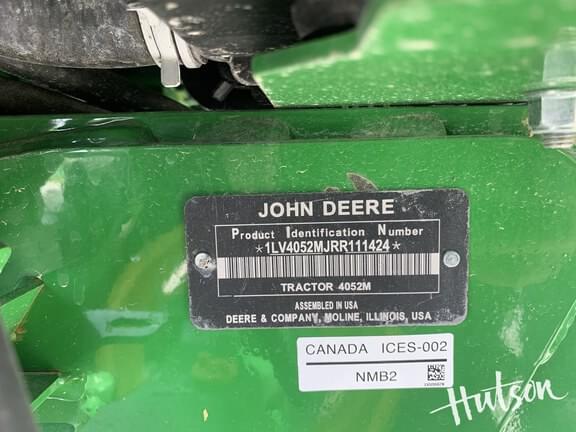 JOHN DEERE
Product Identification Number
*1LV4052MJRR111424*
TRACTOR 4052M
ASSEMBLED IN USA
DEERE & COMPANY, MOLINE, ILLINOIS, USA
CANADA ICES-002
NMB2
Hutson